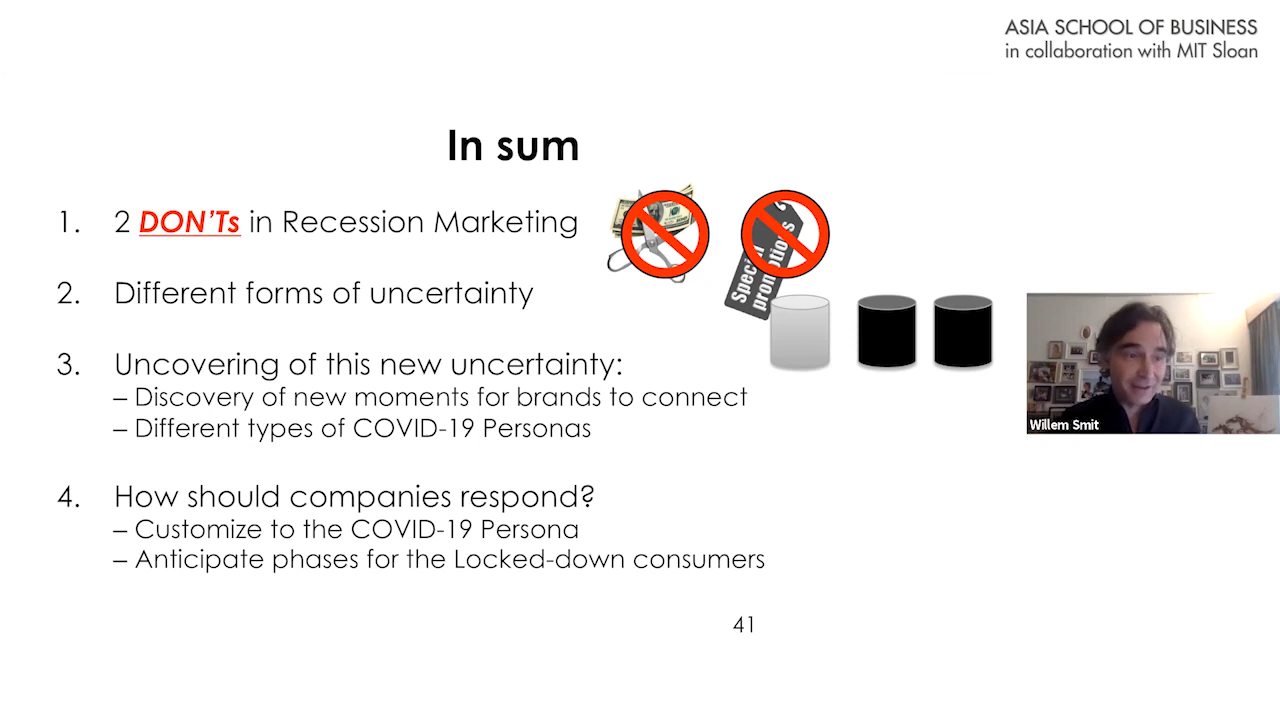 ASIA SCHOOL OF BUSINESS
in collaboration with MIT Sloan
In sum
1. 2 DON'Ts in Recession Marketing
Special
promotions
2. Different forms of uncertainty
3. Uncovering of this new uncertainty:
– Discovery of new moments for brands to connect
– Different types of COVID-19 Personas
Willem Smit
4. How should companies respond?
– Customize to the COVID-19 Persona
– Anticipate phases for the Locked-down consumers
41